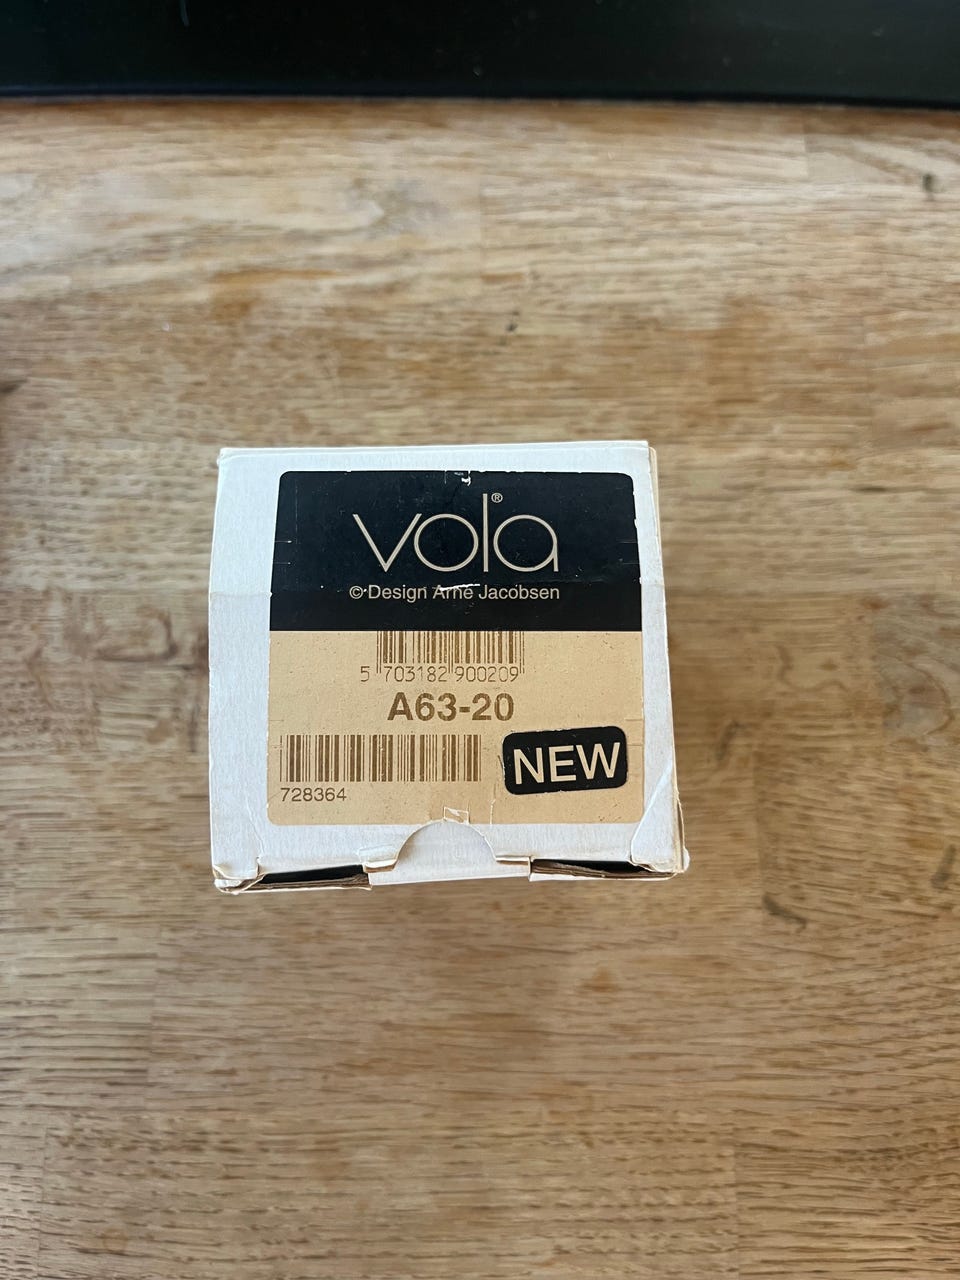 vola®
© Design Arne Jacobsen
5 703182 900209
A63-20
NEW
728364